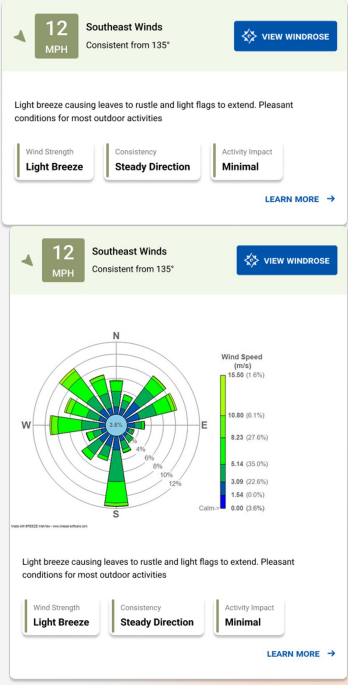 12
MPH
Southeast Winds
Consistent from 135°
VIEW WINDROSE
Light breeze causing leaves to rustle and light flags to extend. Pleasant
conditions for most outdoor activities
Wind Strength
Light Breeze
Consistency
Steady Direction
Activity Impact
Minimal
LEARN MORE →
12
MPH
Southeast Winds
Consistent from 135°
VIEW WINDROSE
N
W
E
S
3.6%
4%
6%
8%
10%
12%
Wind Speed
(m/s)
15.50 (1.6%)
10.80 (6.1%)
8.23 (27.6%)
5.14 (35.0%)
3.09 (22.6%)
1.54 (0.0%)
Calm 0.00 (3.6%)
Light breeze causing leaves to rustle and light flags to extend. Pleasant
conditions for most outdoor activities
Wind Strength
Light Breeze
Consistency
Steady Direction
Activity Impact
Minimal
LEARN MORE →